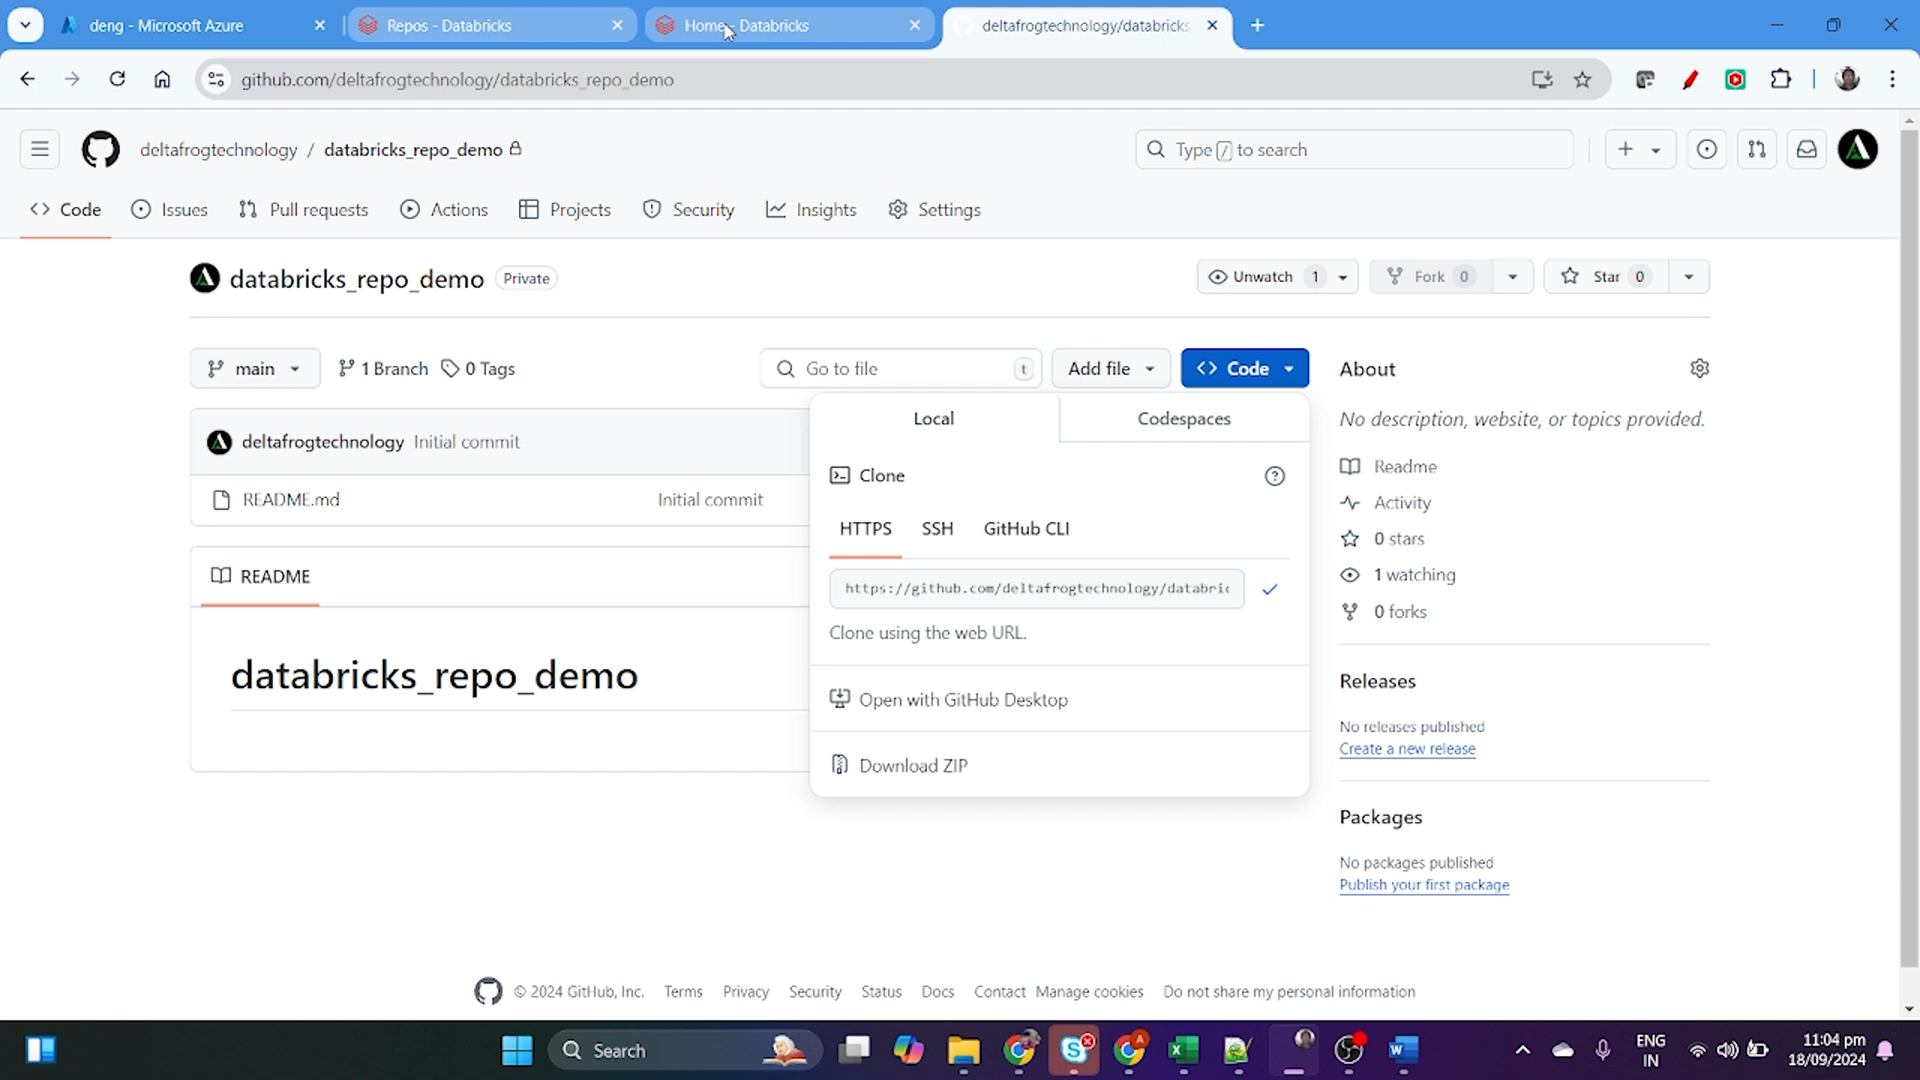 deng - Microsoft Azure
Repos - Databricks
Home - Databricks
deltafrogtechnology/databricks
github.com/deltafrogtechnology/databricks_repo_demo
deltafrogtechnology / databricks_repo_demo
Type / to search
Code
Issues
Pull requests
Actions
Projects
Security
Insights
Settings
databricks_repo_demo
Private
Unwatch 1
Fork 0
Star 0
main
1 Branch
0 Tags
Go to file
t
Add file
Code
About
Local
Codespaces
No description, website, or topics provided.
deltafrogtechnology Initial commit
Readme
Clone
README.md
Initial commit
Activity
HTTPS
SSH
GitHub CLI
0 stars
README
1 watching
https://github.com/deltafrogtechnology/databric
0 forks
Clone using the web URL.
databricks_repo_demo
Releases
Open with GitHub Desktop
No releases published
Create a new release
Download ZIP
Packages
No packages published
Publish your first package
© 2024 GitHub, Inc.
Terms
Privacy
Security
Status
Docs
Contact
Manage cookies
Do not share my personal information
Search
ENG
IN
11:04 pm
18/09/2024